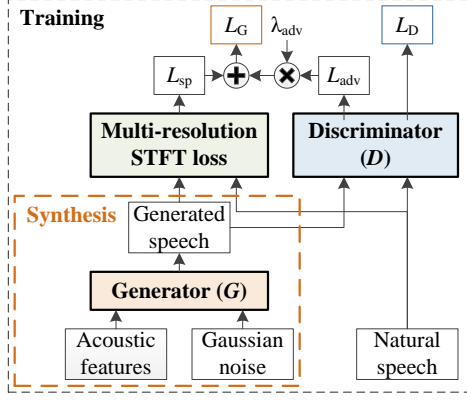 Training
L_G
λ_adv
L_D
L_sp
+
×
L_adv
Multi-resolution
STFT loss
Discriminator
(D)
Synthesis
Generated
speech
Generator (G)
Acoustic
features
Gaussian
noise
Natural
speech